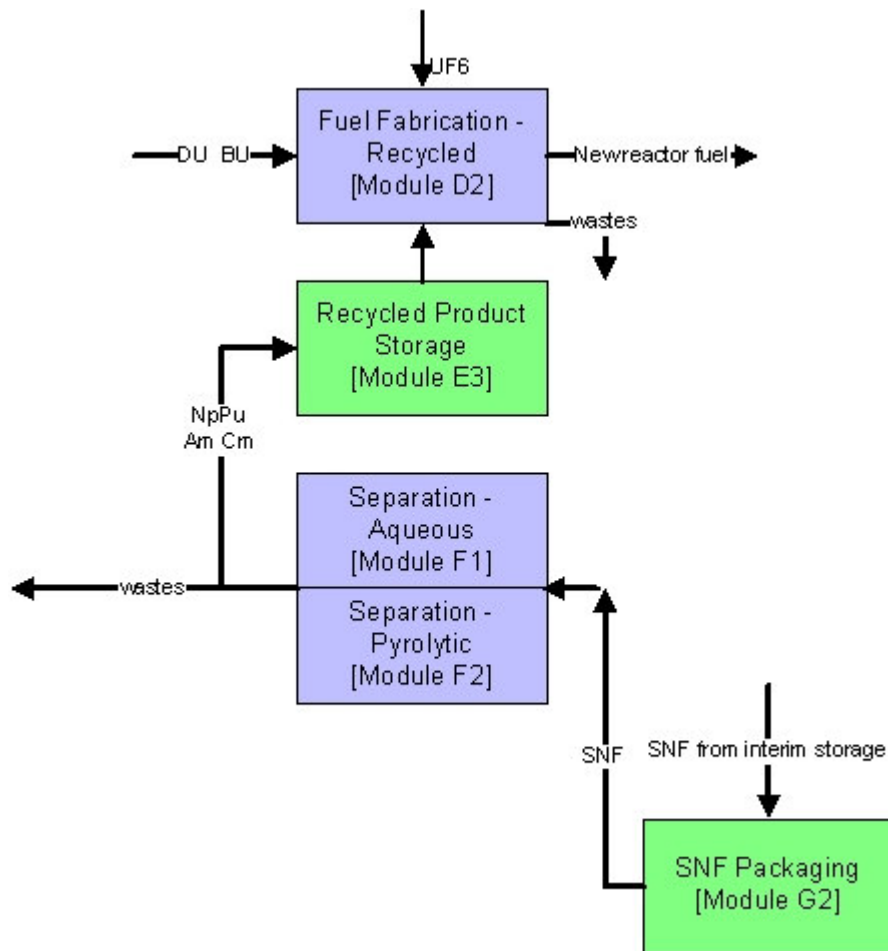 UF6
Fuel Fabrication -
Recycled
[Module D2]
DU BU
Newreactor fuel
wastes
Recycled Product
Storage
[Module E3]
NpPu
Am Cm
Separation -
Aqueous
[Module F1]
wastes
Separation -
Pyrolytic
[Module F2]
SNF
SNF from interim storage
SNF Packaging
[Module G2]